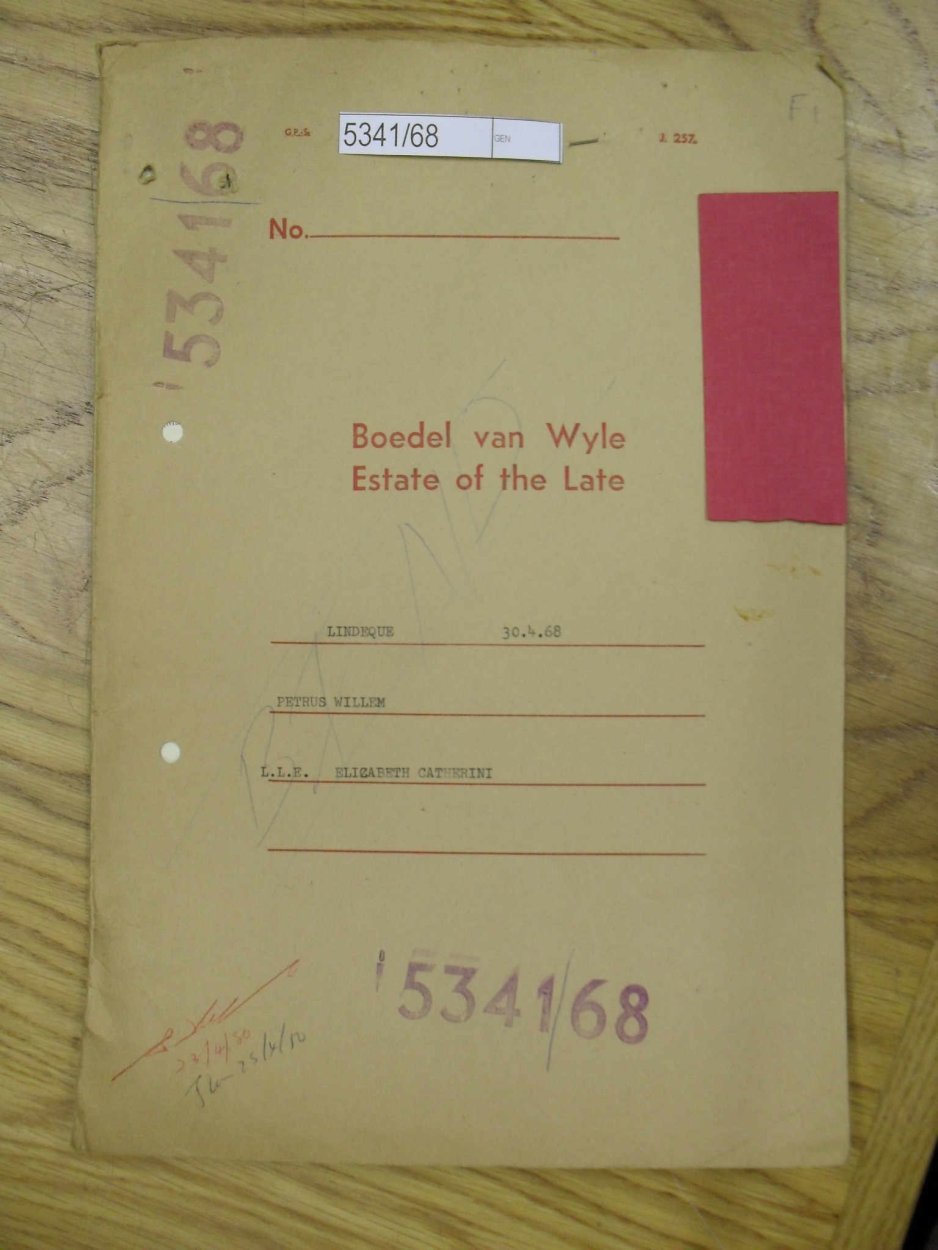 F1
G.P.-S.
5341/68
GEN
J. 257.
5341/68
No.
Boedel van Wyle
Estate of the Late
LINDEQUE 30.4.68
PETRUS WILLEM
L.L.E. ELIZABETH CATHERINI
5341/68